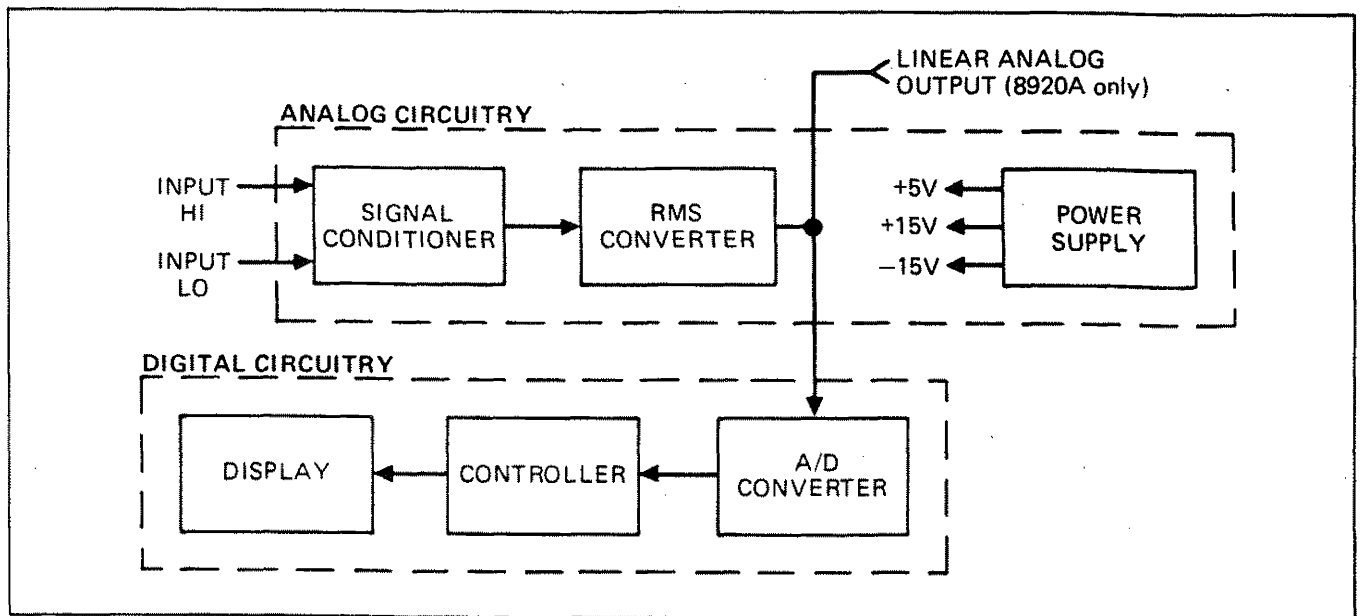 LINEAR ANALOG
OUTPUT (8920A only)
ANALOG CIRCUITRY
INPUT
HI
INPUT
LO
SIGNAL
CONDITIONER
RMS
CONVERTER
+5V
+15V
−15V
POWER
SUPPLY
DIGITAL CIRCUITRY
DISPLAY
CONTROLLER
A/D
CONVERTER